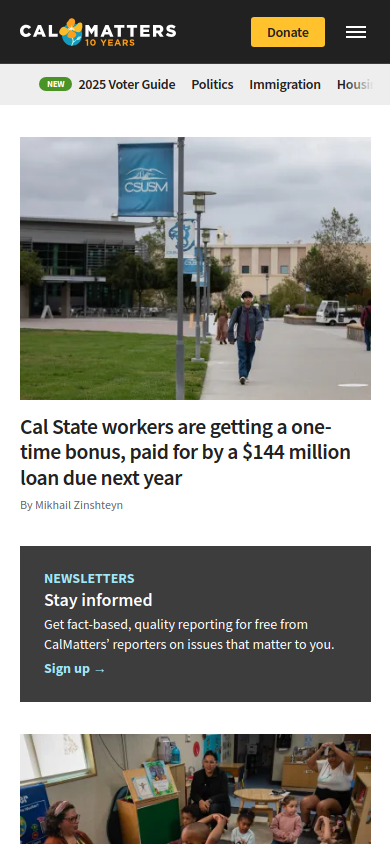 CALMATTERS
10 YEARS
Donate
NEW 2025 Voter Guide Politics Immigration
CSUSM
Cal State workers are getting a one-
time bonus, paid for by a $144 million
loan due next year
By Mikhail Zinshteyn
NEWSLETTERS
Stay informed
Get fact-based, quality reporting for free from
CalMatters’ reporters on issues that matter to you.
Sign up →